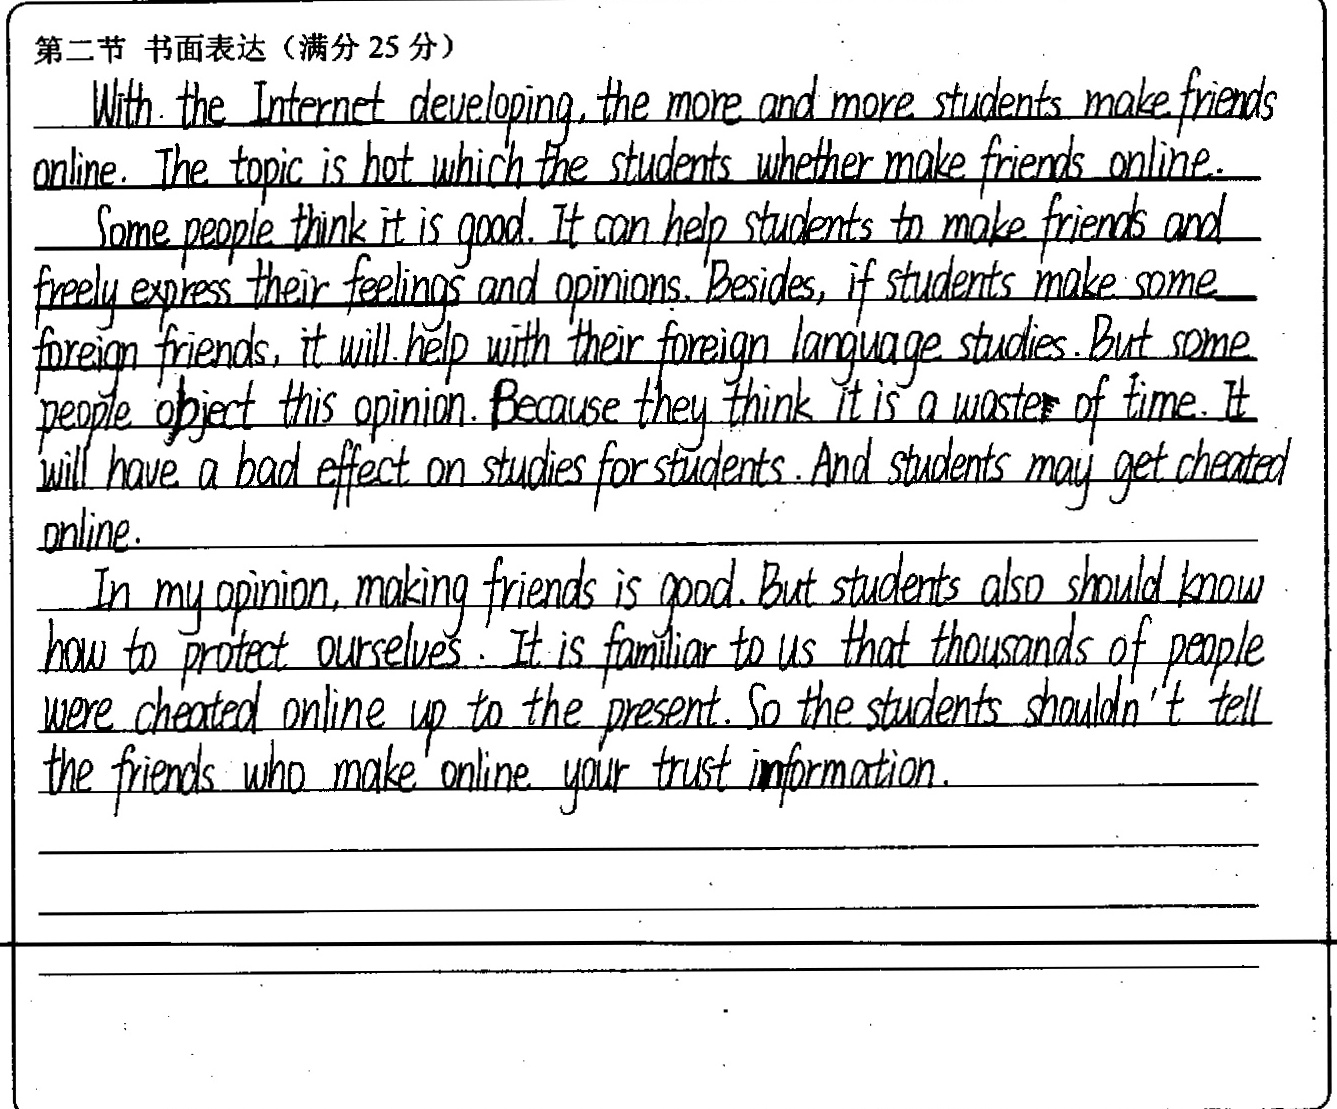 第二节 书面表达（满分 25 分）
With the Internet developing, the more and more students make friends
online. The topic is hot which the students whether make friends online.
Some people think it is good. It can help students to make friends and
freely express their feelings and opinions. Besides, if students make some
foreign friends, it will help with their foreign language studies. But some
people object this opinion. Because they think it is a waste of time. It
will have a bad effect on studies for students. And students may get cheated
online.
In my opinion, making friends is good. But students also should know
how to protect ourselves. It is familiar to us that thousands of people
were cheated online up to the present. So the students shouldn't tell
the friends who make online your trust information.